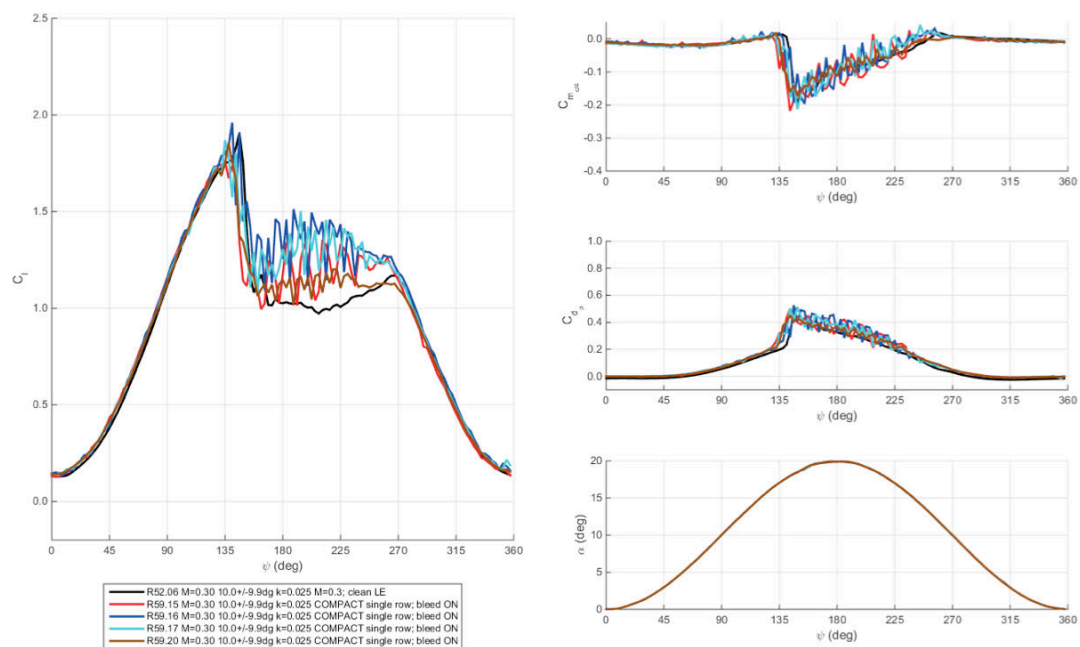 2.5
2.0
1.5
1.0
0.5
0.0
C_l
0 45 90 135 180 225 270 315 360
ψ (deg)
R52.06 M=0.30 10.0+/-9.9dg k=0.025 M=0.3; clean LE
R59.15 M=0.30 10.0+/-9.9dg k=0.025 COMPACT single row; bleed ON
R59.16 M=0.30 10.0+/-9.9dg k=0.025 COMPACT single row; bleed ON
R59.17 M=0.30 10.0+/-9.9dg k=0.025 COMPACT single row; bleed ON
R59.20 M=0.30 10.0+/-9.9dg k=0.025 COMPACT single row; bleed ON
0.0
-0.1
-0.2
-0.3
-0.4
C_m
0 45 90 135 180 225 270 315 360
ψ (deg)
1.0
0.8
0.6
0.4
0.2
0.0
C_d
0 45 90 135 180 225 270 315 360
ψ (deg)
20
15
10
5
0
α (deg)
0 45 90 135 180 225 270 315 360
ψ (deg)